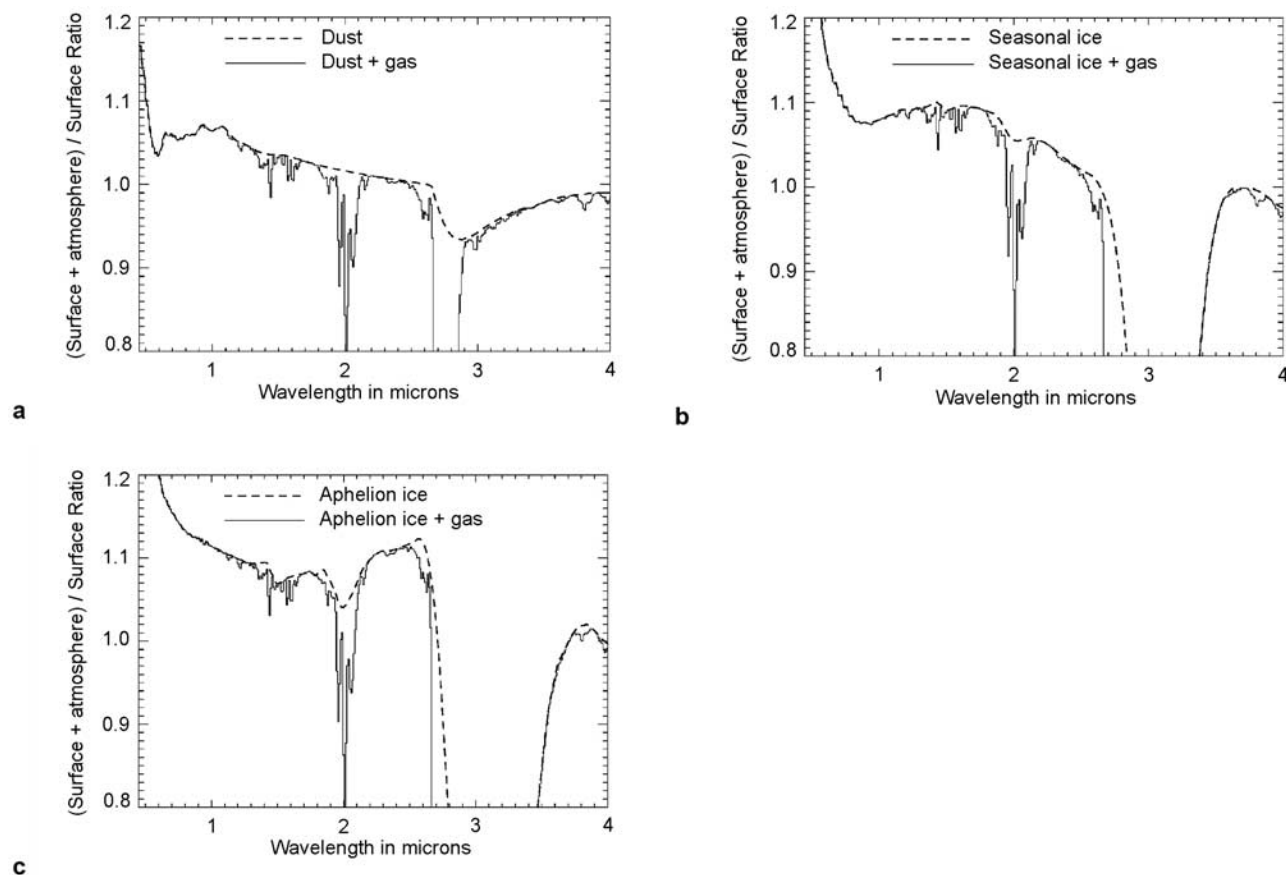 1.2
Dust
Dust + gas
1.1
1.0
0.9
0.8
(Surface + atmosphere) / Surface Ratio
1 2 3 4
Wavelength in microns
a
1.2
Seasonal ice
Seasonal ice + gas
1.1
1.0
0.9
0.8
(Surface + atmosphere) / Surface Ratio
1 2 3 4
Wavelength in microns
b
1.2
Aphelion ice
Aphelion ice + gas
1.1
1.0
0.9
0.8
(Surface + atmosphere) / Surface Ratio
1 2 3 4
Wavelength in microns
c